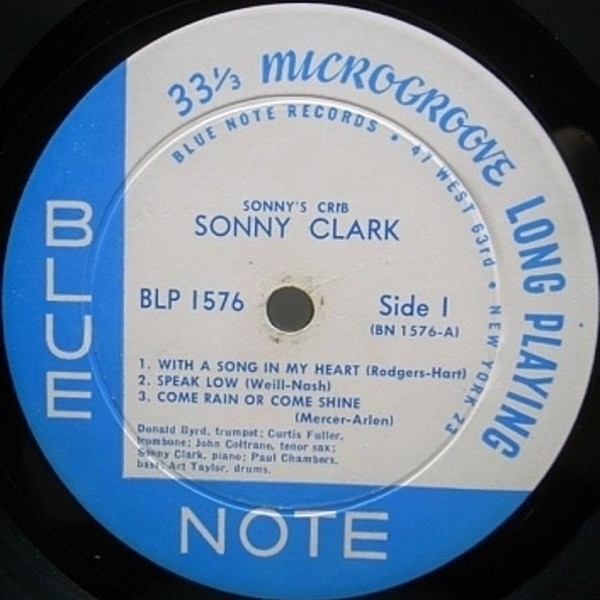 33⅓ MICROGROOVE LONG PLAYING
BLUE NOTE RECORDS • 47 WEST 63rd • NEW YORK 23
SONNY'S CRIB
SONNY CLARK
BLP 1576
Side 1
(BN 1576-A)
1. WITH A SONG IN MY HEART (Rodgers-Hart)
2. SPEAK LOW (Weill-Nash)
3. COME RAIN OR COME SHINE
(Mercer-Arlen)
Donald Byrd, trumpet; Curtis Fuller,
trombone; John Coltrane, tenor sax;
Sonny Clark, piano; Paul Chambers,
bass; Art Taylor, drums.
BLUE
NOTE